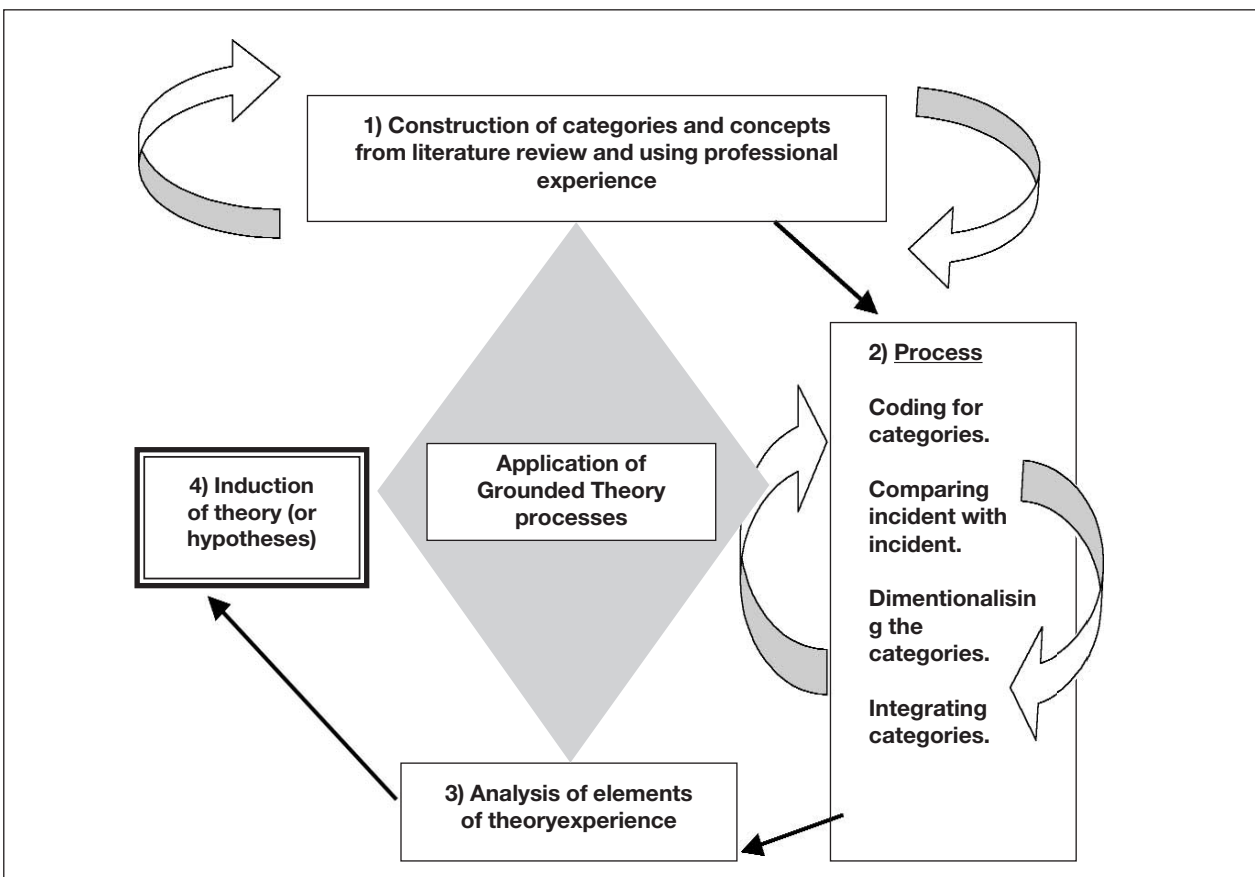 1) Construction of categories and concepts
from literature review and using professional
experience
2) Process
Coding for
categories.
Comparing
incident with
incident.
Dimentionalisin
g the
categories.
Integrating
categories.
Application of
Grounded Theory
processes
4) Induction
of theory (or
hypotheses)
3) Analysis of elements
of theoryexperience